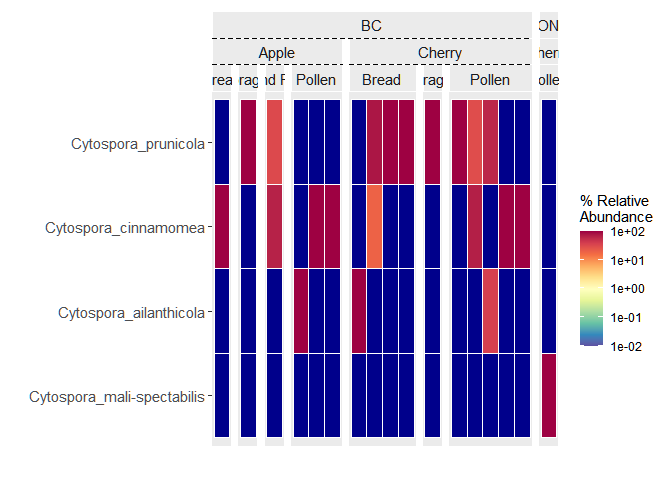 BC
ON
Apple
Cherry
Pollen
Bread
Pollen
Cytospora_prunicola
Cytospora_cinnamomea
Cytospora_ailanthicola
Cytospora_mali-spectabilis
% Relative
Abundance
1e+02
1e+01
1e+00
1e-01
1e-02